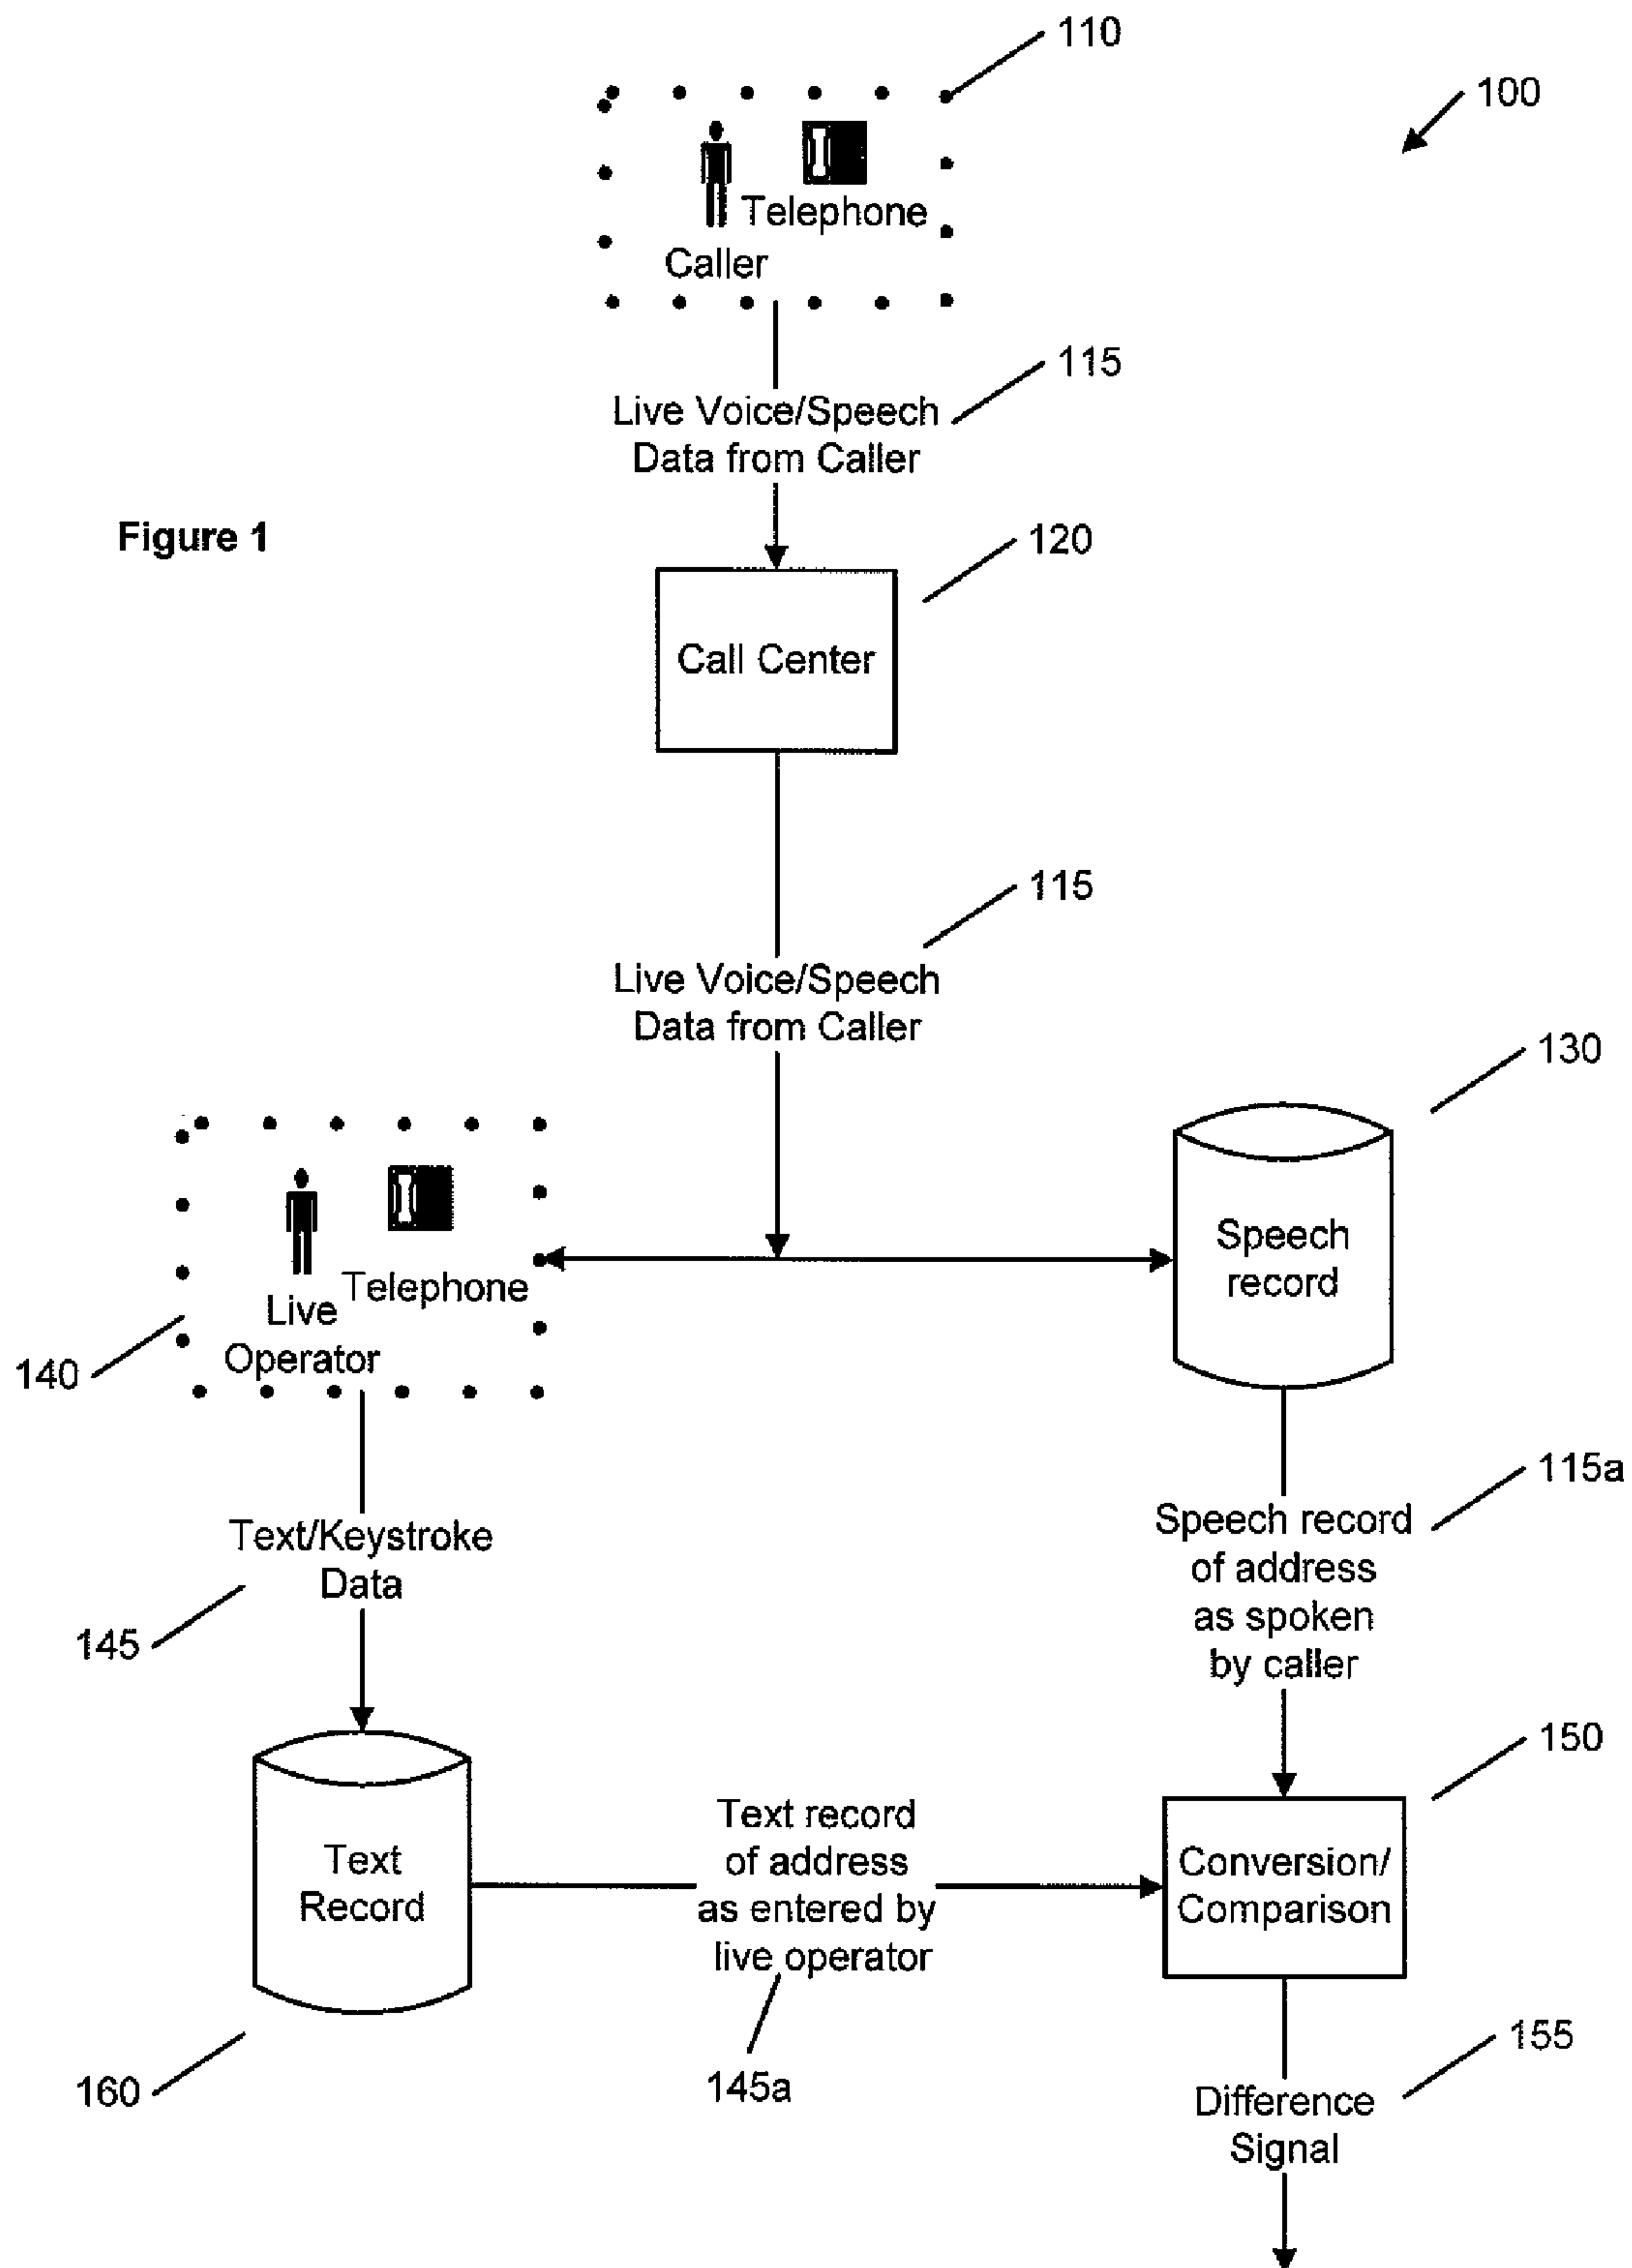 110
100
Telephone
Caller
115
Live Voice/Speech
Data from Caller
Figure 1
120
Call Center
115
Live Voice/Speech
Data from Caller
130
Speech
record
Telephone
Live
Operator
140
115a
Speech record
of address
as spoken
by caller
Text/Keystroke
Data
145
150
Text record
of address
as entered by
live operator
Text
Record
Conversion/
Comparison
155
160
145a
Difference
Signal